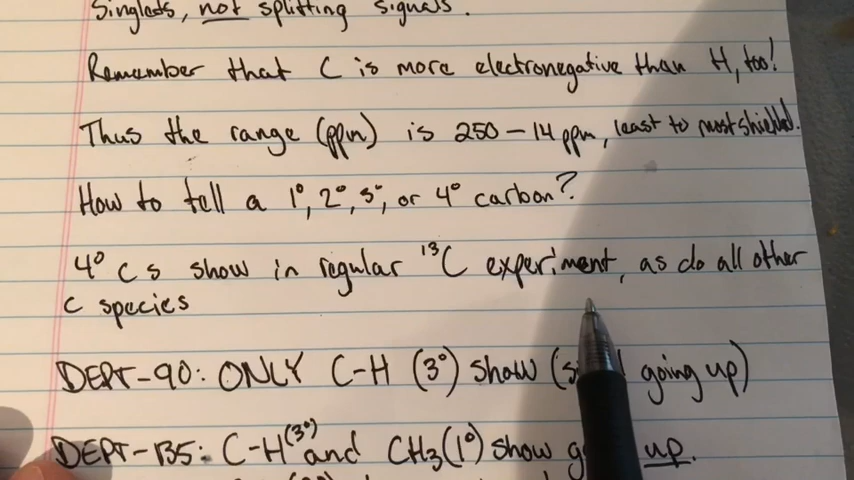 Singlets, not splitting signals.
Remember that C is more electronegative than H, too!
Thus the range (ppm) is 250 - 14 ppm, least to most shield.
How to tell a 1°, 2°, 3°, or 4° carbon?
4° Cs show in regular ¹³C experiment, as do all other
C species
DEPT-90: ONLY C-H (3°) show ( going up)
DEPT-135: C-H (3°) and CH₃(1°) show up.